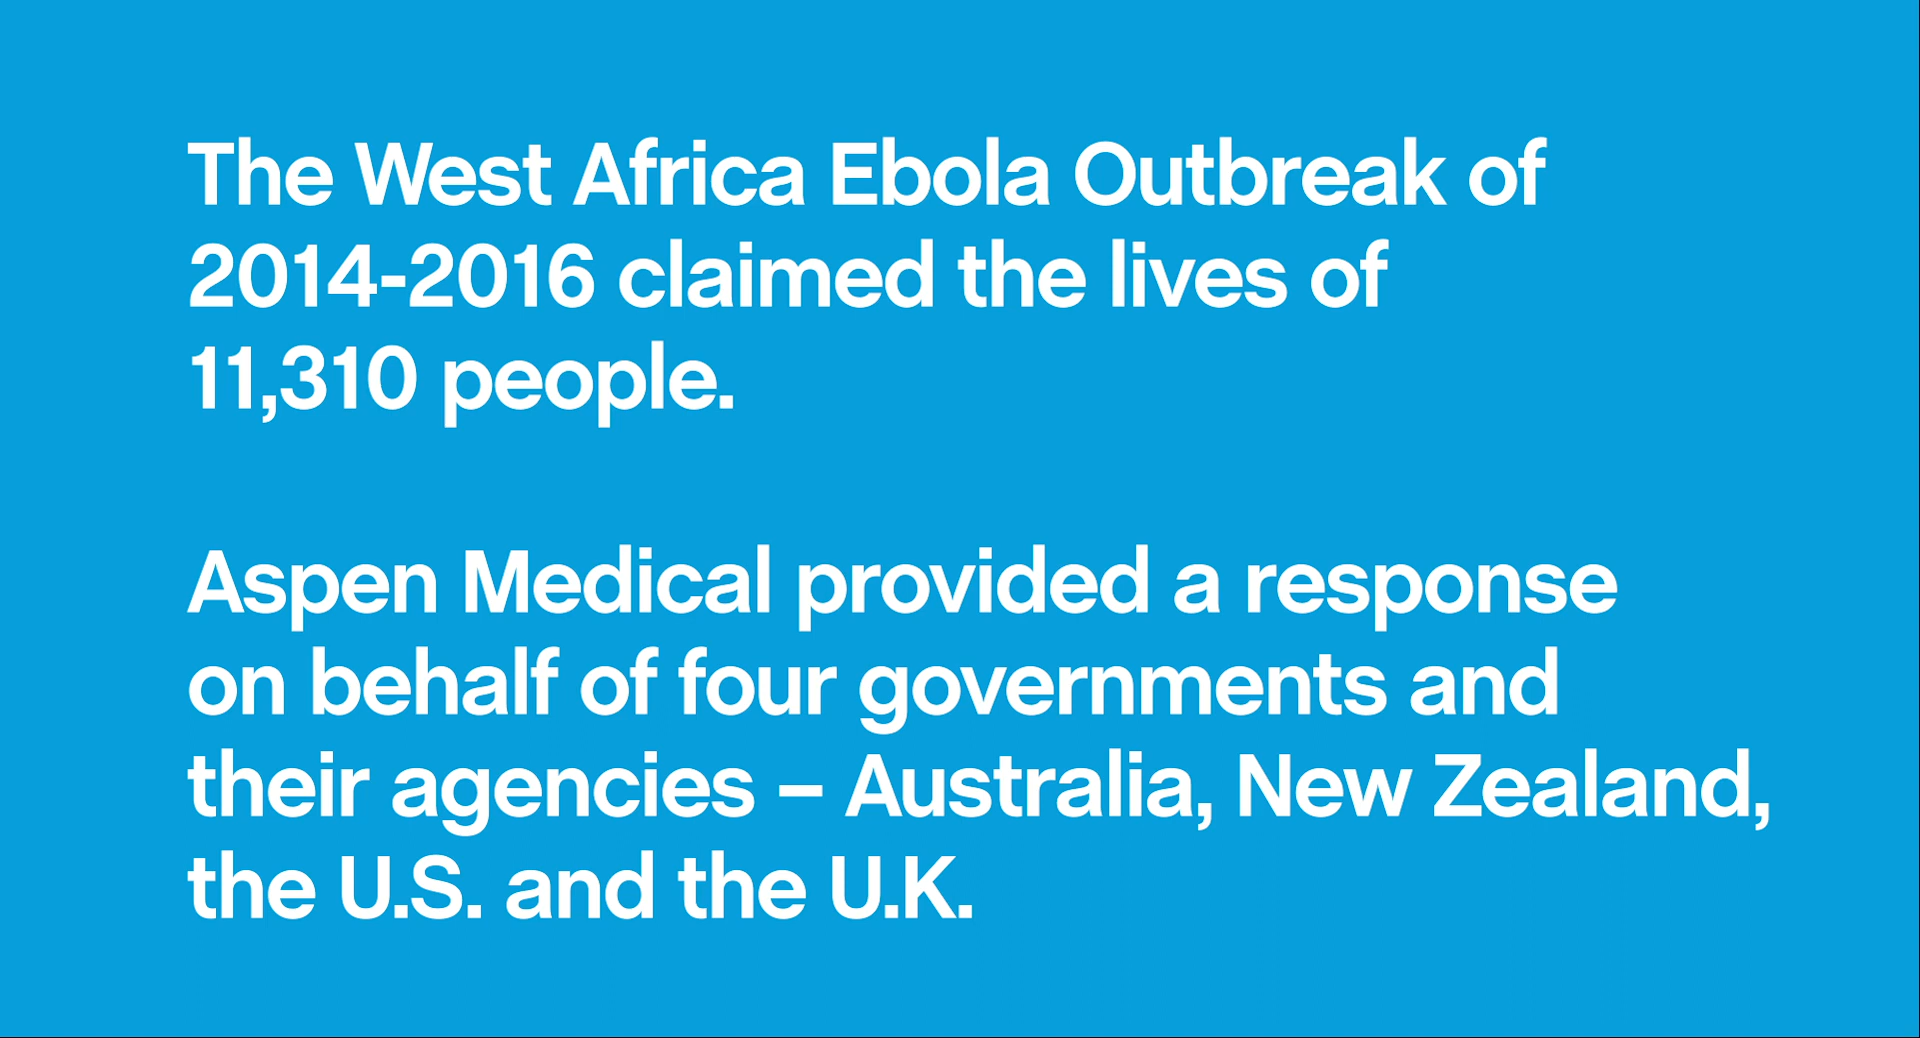 The West Africa Ebola Outbreak of
2014-2016 claimed the lives of
11,310 people.
Aspen Medical provided a response
on behalf of four governments and
their agencies – Australia, New Zealand,
the U.S. and the U.K.